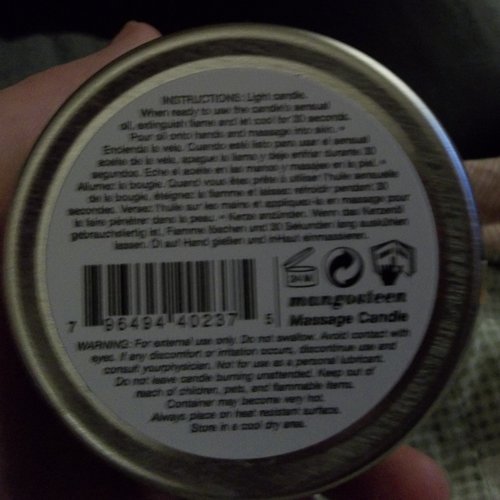 INSTRUCTIONS: Light candle.
When ready to use the candle's sensual
oil, extinguish flame and let cool for 30 seconds.
Pour oil onto hands and massage into skin. •
Encienda la vela. Cuando esté listo para usar el sensual
aceite de la vela, apague la llama y deje enfriar durante 30
segundos. Eche el aceite en las manos y masajee en la piel. •
Allumez la bougie. Quand vous êtes prêt à utiliser l'huile sensuelle
de la bougie, éteignez la flamme et laissez refroidir pendant 30
secondes. Versez l'huile sur les mains et appliquez-la en massage pour
la faire pénétrer dans la peau. • Kerze anzünden. Wenn das Kerzenöl
gebrauchsfertig ist, Flamme löschen und 30 Sekunden lang auskühlen
lassen. Öl auf Hand gießen und Haut einmassieren.
24 M
mangosteen
Massage Candle
7 96494 40237 5
WARNING: For external use only. Do not swallow. Avoid contact with
eyes. If any discomfort or irritation occurs, discontinue use and
consult your physician. Not for use as a personal lubricant.
Do not leave candle burning unattended. Keep out of
reach of children, pets, and flammable items.
Container may become very hot.
Always place on heat resistant surface.
Store in a cool dry area.